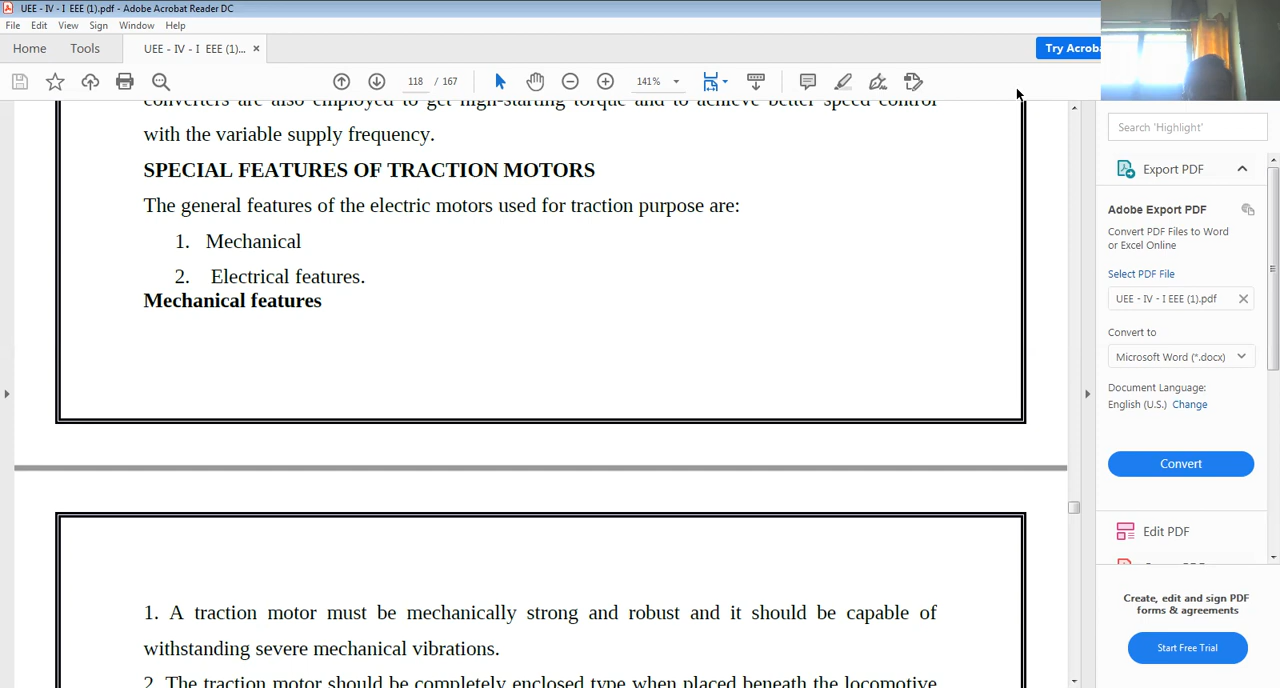 UEE - IV - I  EEE (1).pdf - Adobe Acrobat Reader DC
File Edit View Sign Window Help
Home Tools UEE - IV - I EEE (1)... × Try Acroba
118 / 167 141%
converters are also employed to get high-starting torque and to achieve better speed control
with the variable supply frequency.
SPECIAL FEATURES OF TRACTION MOTORS
The general features of the electric motors used for traction purpose are:
1. Mechanical
2. Electrical features.
Mechanical features
1. A traction motor must be mechanically strong and robust and it should be capable of
withstanding severe mechanical vibrations.
2. The traction motor should be completely enclosed type when placed beneath the locomotive
Search 'Highlight'
Export PDF
Adobe Export PDF
Convert PDF Files to Word
or Excel Online
Select PDF File
UEE - IV - I EEE (1).pdf
Convert to
Microsoft Word (*.docx)
Document Language:
English (U.S.) Change
Convert
Edit PDF
Create, edit and sign PDF
forms & agreements
Start Free Trial